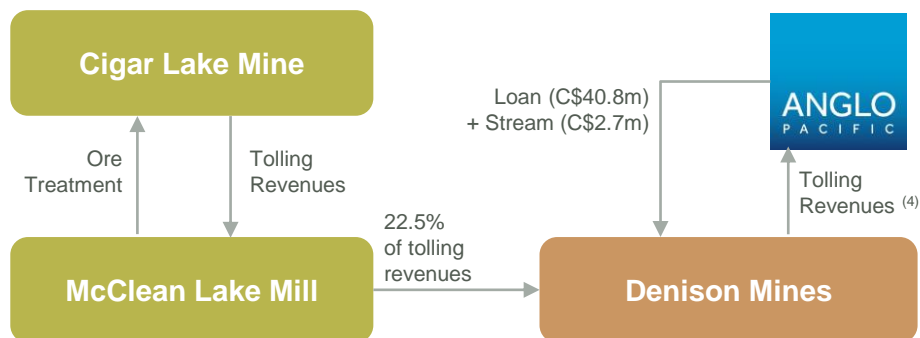 Cigar Lake Mine
Loan (C$40.8m)
+ Stream (C$2.7m)
ANGLO
PACIFIC
Ore
Treatment
Tolling
Revenues
Tolling
Revenues (4)
22.5%
of tolling
revenues
McClean Lake Mill
Denison Mines